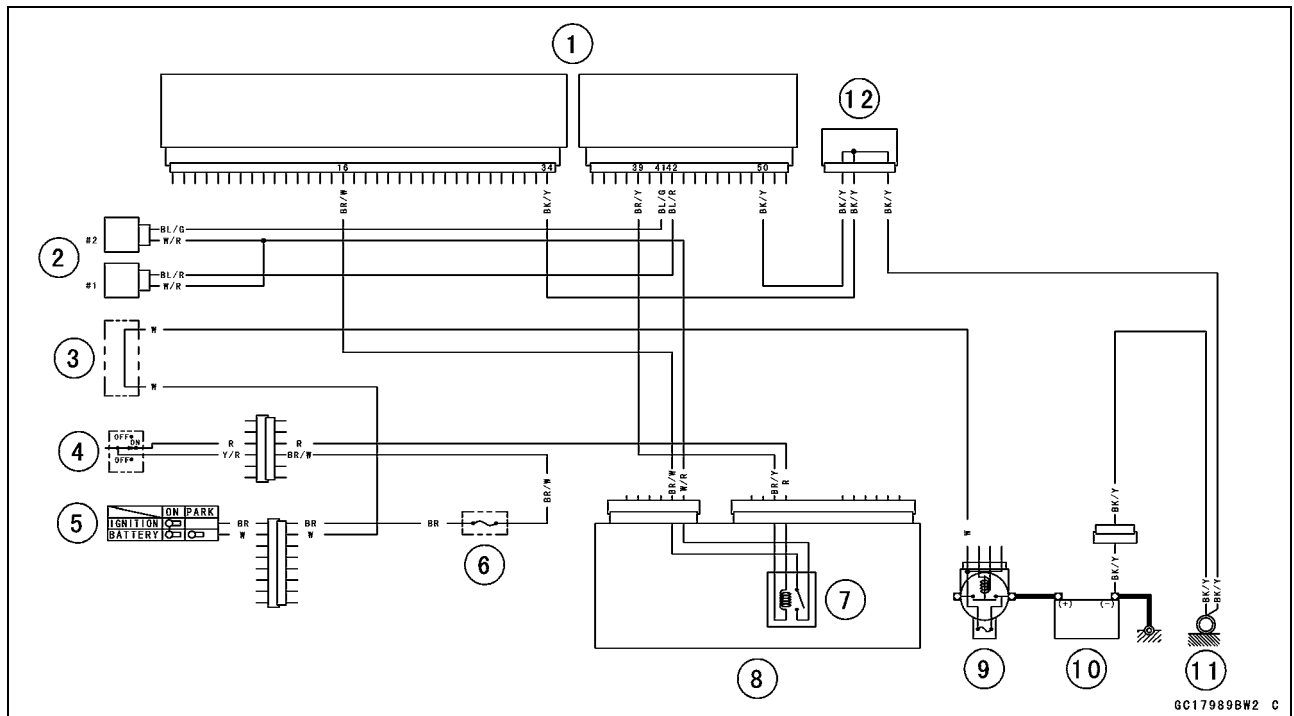 1
12
16
34
39 41 42
50
BR/W
BK/Y
BR/Y
BL/G
BL/R
BK/Y
BK/Y
BK/Y
BK/Y
2
#2
BL/G
W/R
#1
BL/R
W/R
3
W
W
4
OFF
ON
OFF
R
Y/R
R
BR/W
BR/W
5
ON PARK
IGNITION
BATTERY
BR
W
BR
W
BR
6
BR/W
W/R
BR/Y
R
7
8
W
9
(+) (-)
10
BK/Y
BK/Y
BK/Y
BK/Y
11
GC17989BW2 C